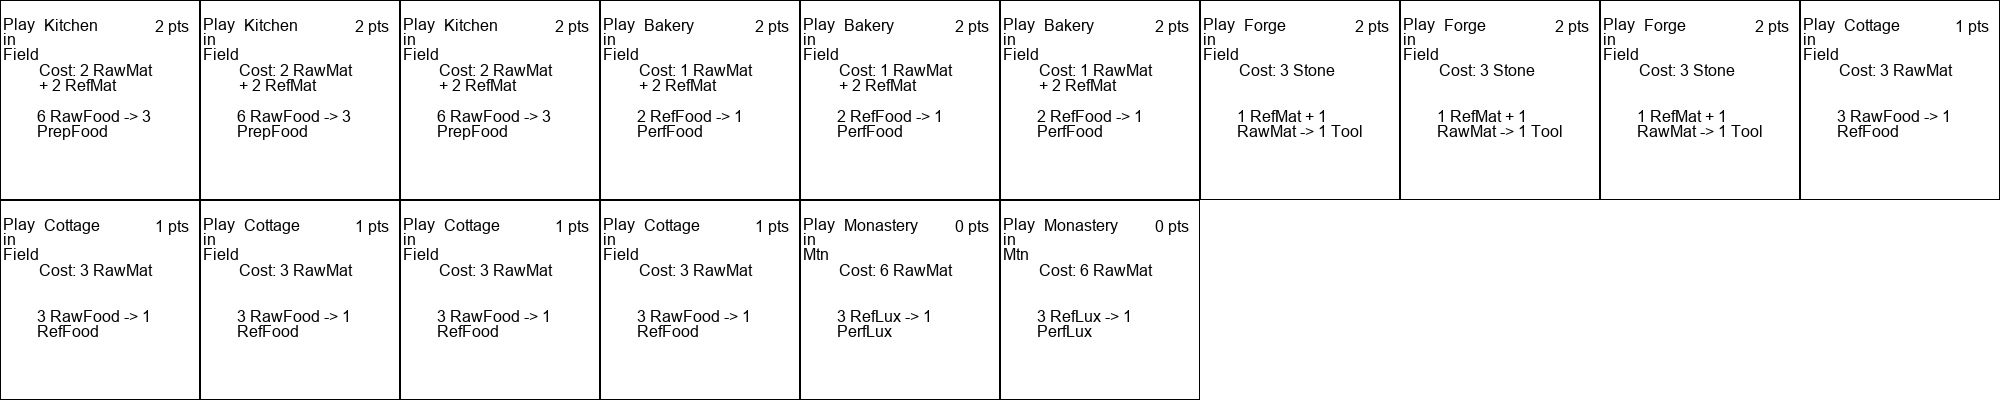 Play Kitchen 2 pts
in
Field
Cost: 2 RawMat
+ 2 RefMat
6 RawFood -> 3
PrepFood
Play Kitchen 2 pts
in
Field
Cost: 2 RawMat
+ 2 RefMat
6 RawFood -> 3
PrepFood
Play Kitchen 2 pts
in
Field
Cost: 2 RawMat
+ 2 RefMat
6 RawFood -> 3
PrepFood
Play Bakery 2 pts
in
Field
Cost: 1 RawMat
+ 2 RefMat
2 RefFood -> 1
PerfFood
Play Bakery 2 pts
in
Field
Cost: 1 RawMat
+ 2 RefMat
2 RefFood -> 1
PerfFood
Play Bakery 2 pts
in
Field
Cost: 1 RawMat
+ 2 RefMat
2 RefFood -> 1
PerfFood
Play Forge 2 pts
in
Field
Cost: 3 Stone
1 RefMat + 1
RawMat -> 1 Tool
Play Forge 2 pts
in
Field
Cost: 3 Stone
1 RefMat + 1
RawMat -> 1 Tool
Play Forge 2 pts
in
Field
Cost: 3 Stone
1 RefMat + 1
RawMat -> 1 Tool
Play Cottage 1 pts
in
Field
Cost: 3 RawMat
3 RawFood -> 1
RefFood
Play Cottage 1 pts
in
Field
Cost: 3 RawMat
3 RawFood -> 1
RefFood
Play Cottage 1 pts
in
Field
Cost: 3 RawMat
3 RawFood -> 1
RefFood
Play Cottage 1 pts
in
Field
Cost: 3 RawMat
3 RawFood -> 1
RefFood
Play Cottage 1 pts
in
Field
Cost: 3 RawMat
3 RawFood -> 1
RefFood
Play Monastery 0 pts
in
Mtn
Cost: 6 RawMat
3 RefLux -> 1
PerfLux
Play Monastery 0 pts
in
Mtn
Cost: 6 RawMat
3 RefLux -> 1
PerfLux